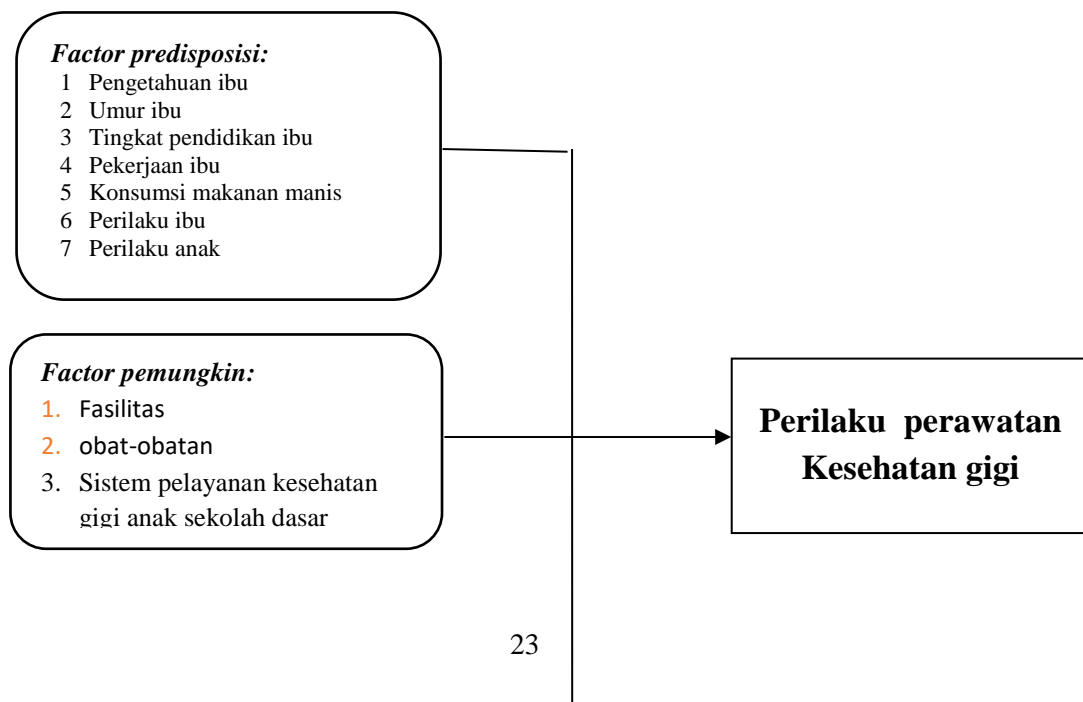 Factor predisposisi:
1 Pengetahuan ibu
2 Umur ibu
3 Tingkat pendidikan ibu
4 Pekerjaan ibu
5 Konsumsi makanan manis
6 Perilaku ibu
7 Perilaku anak
Factor pemungkin:
1. Fasilitas
2. obat-obatan
3. Sistem pelayanan kesehatan
gigi anak sekolah dasar
Perilaku perawatan
Kesehatan gigi
23